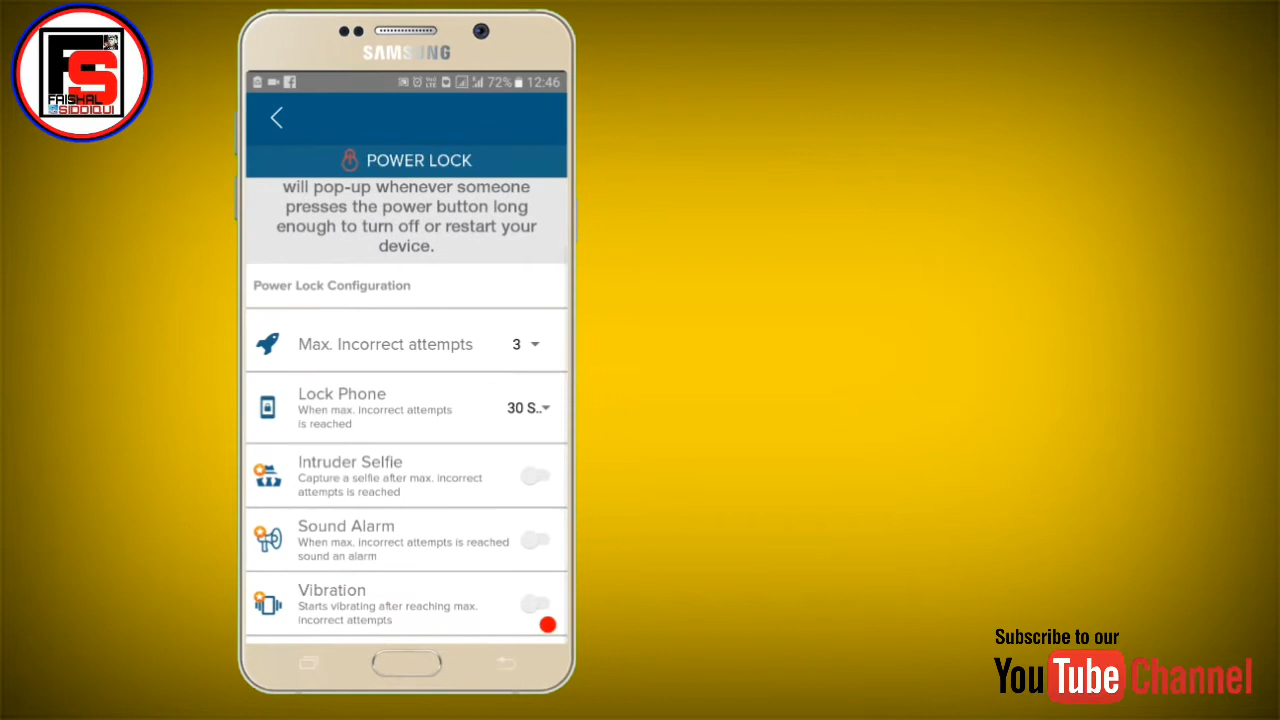 FS
FAISHAL
SIDDIQUI
SAMSUNG
72% 12:46
POWER LOCK
will pop-up whenever someone
presses the power button long
enough to turn off or restart your
device.
Power Lock Configuration
Max. Incorrect attempts 3
Lock Phone
When max. incorrect attempts
is reached
30 S..
Intruder Selfie
Capture a selfie after max. incorrect
attempts is reached
Sound Alarm
When max. incorrect attempts is reached
sound an alarm
Vibration
Starts vibrating after reaching max.
incorrect attempts
Subscribe to our
YouTube Channel